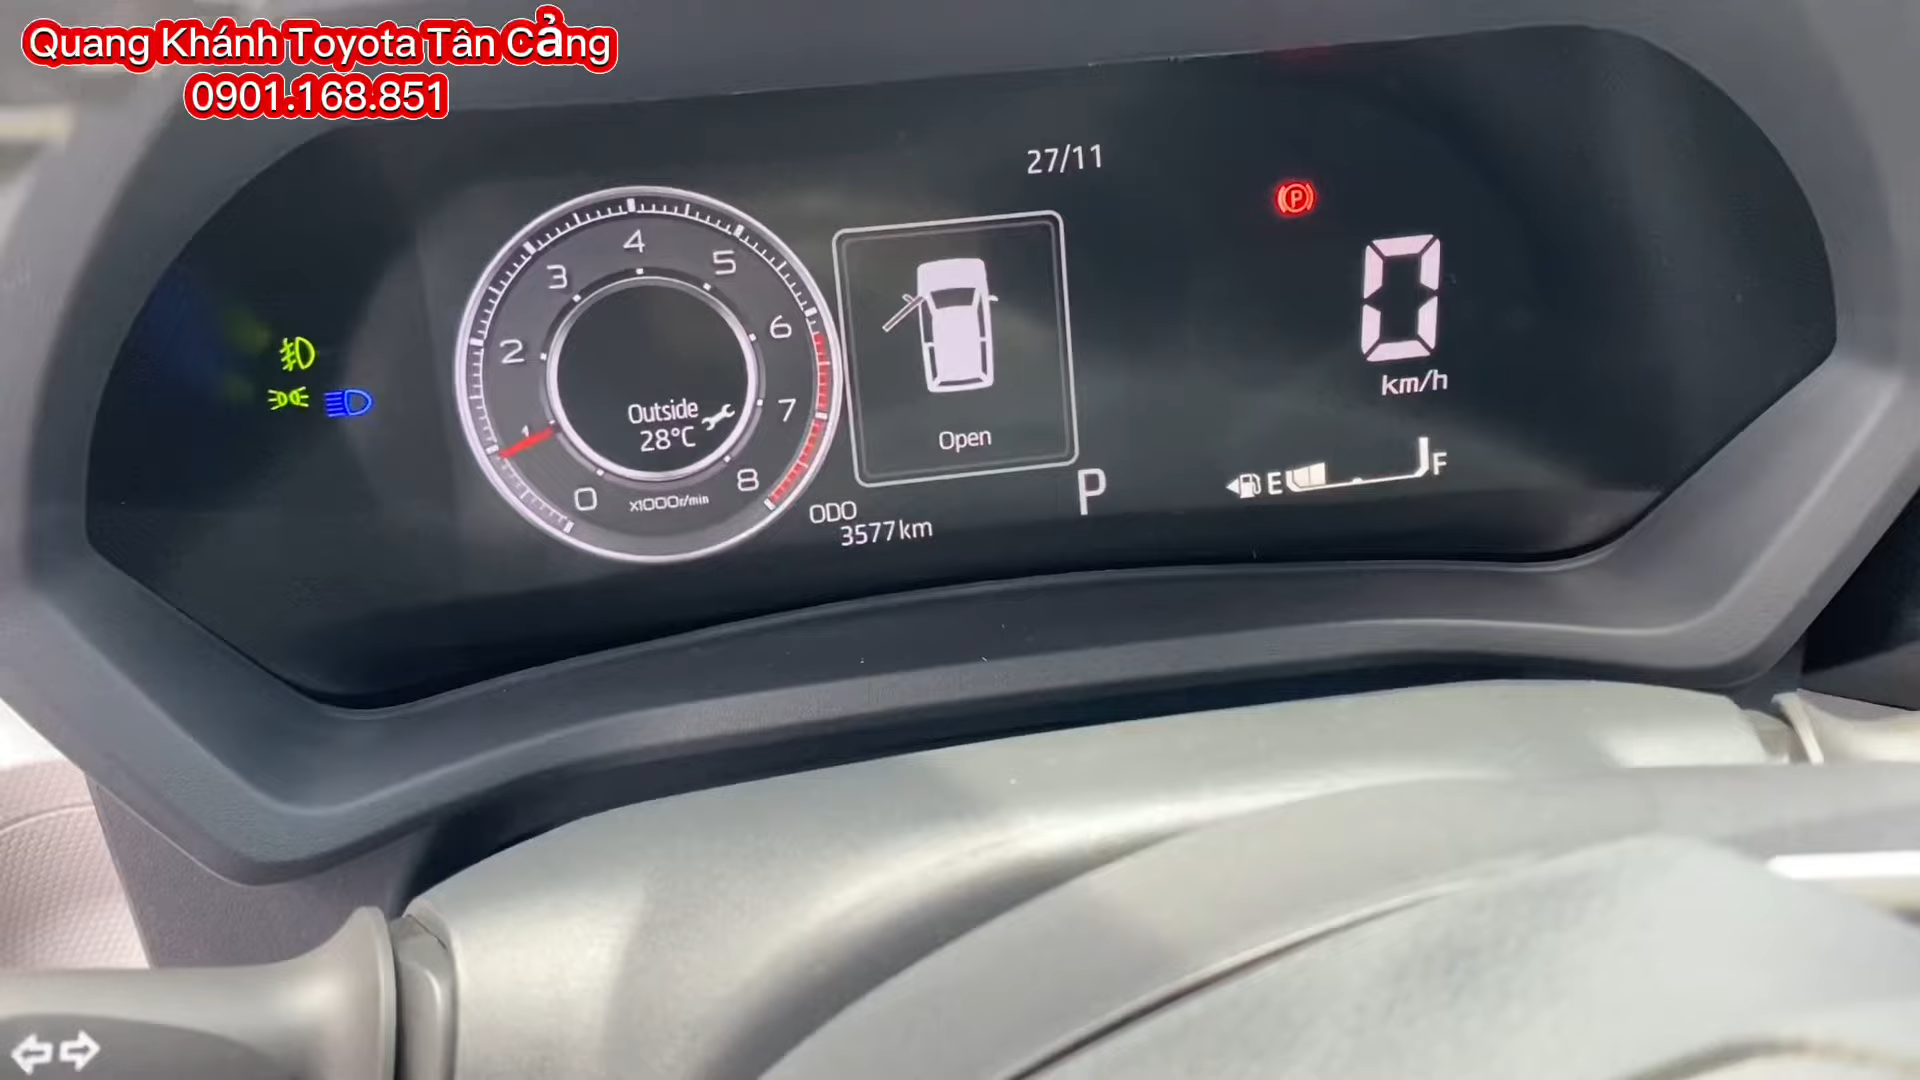 Quang Khánh Toyota Tân Cảng
0901.168.851
27/11
P
0
km/h
0
1
2
3
4
5
6
7
8
x1000r/min
Outside
28°C
Open
ODO
3577km
P
E
F